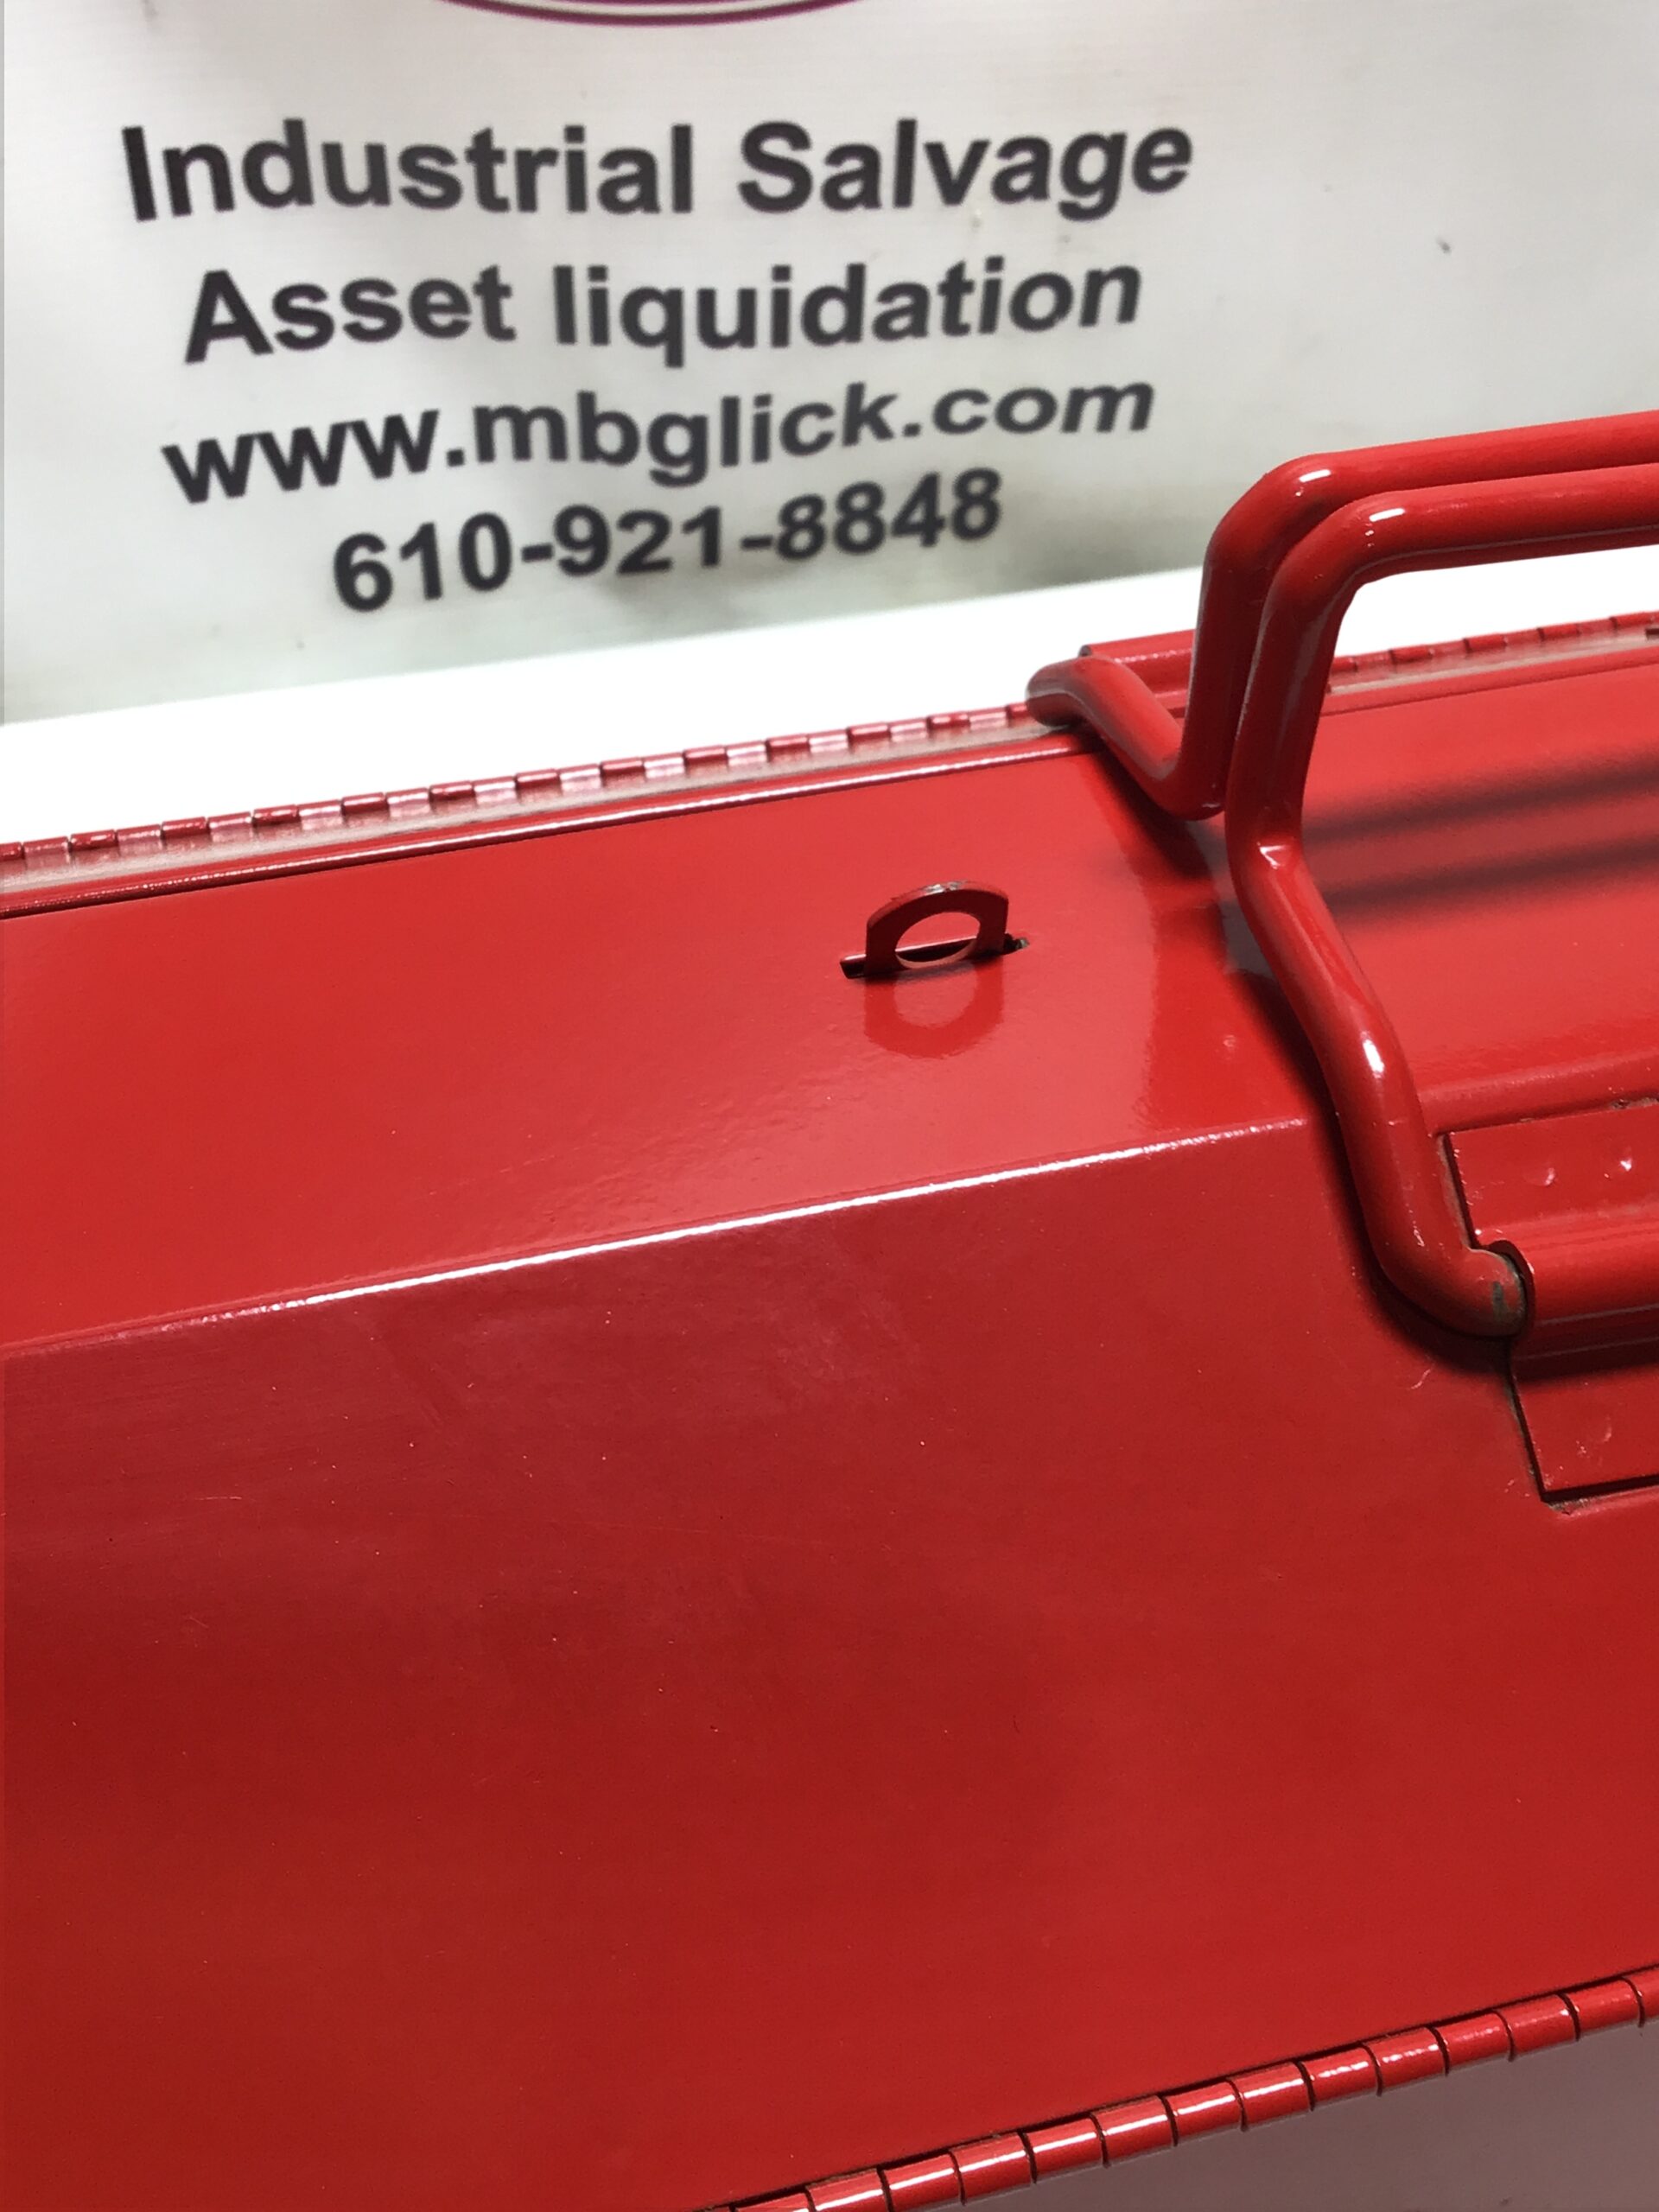 Industrial Salvage
Asset liquidation
www.mbglick.com
610-921-8848